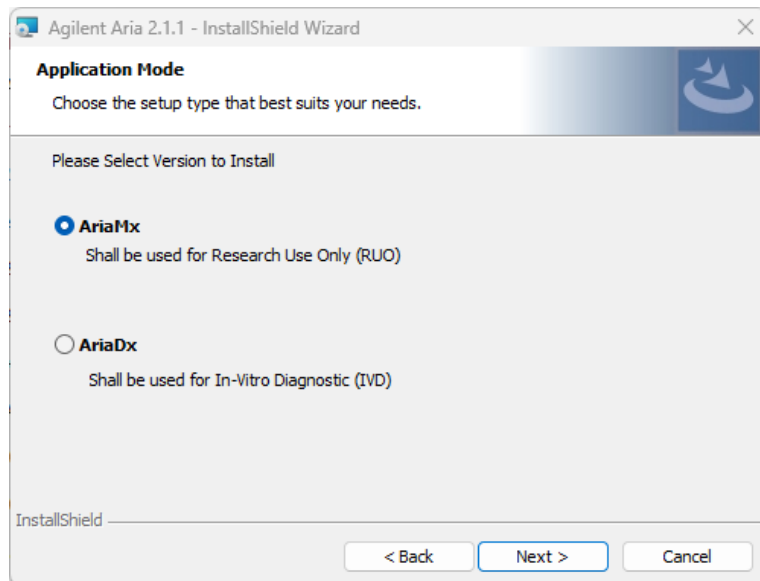 Agilent Aria 2.1.1 - InstallShield Wizard
Application Mode
Choose the setup type that best suits your needs.
Please Select Version to Install
AriaMx
Shall be used for Research Use Only (RUO)
AriaDx
Shall be used for In-Vitro Diagnostic (IVD)
InstallShield
< Back
Next >
Cancel